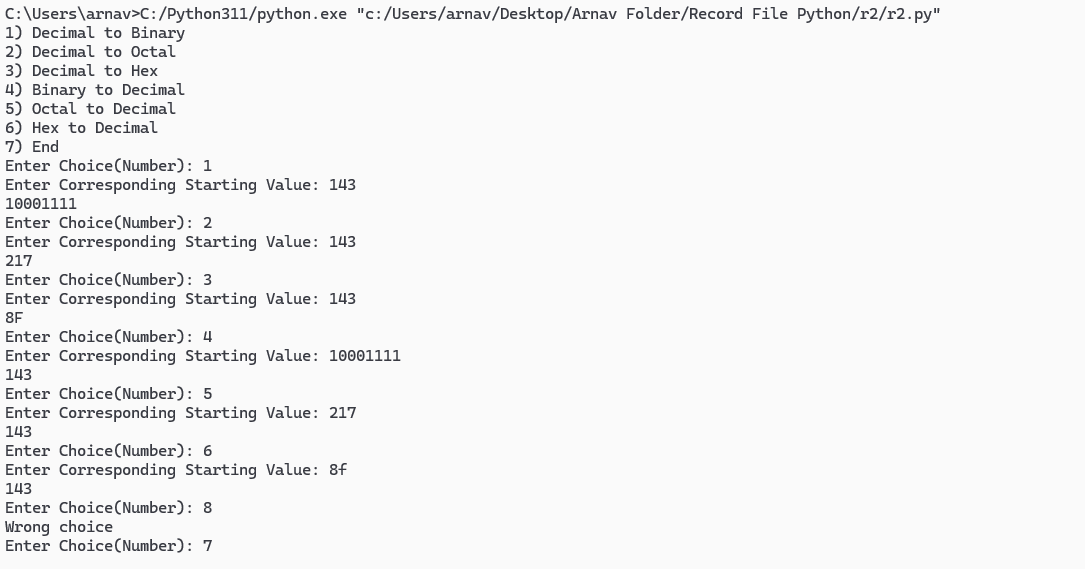 C:\Users\arnav>C:/Python311/python.exe "c:/Users/arnav/Desktop/Arnav Folder/Record File Python/r2/r2.py"
1) Decimal to Binary
2) Decimal to Octal
3) Decimal to Hex
4) Binary to Decimal
5) Octal to Decimal
6) Hex to Decimal
7) End
Enter Choice(Number): 1
Enter Corresponding Starting Value: 143
10001111
Enter Choice(Number): 2
Enter Corresponding Starting Value: 143
217
Enter Choice(Number): 3
Enter Corresponding Starting Value: 143
8F
Enter Choice(Number): 4
Enter Corresponding Starting Value: 10001111
143
Enter Choice(Number): 5
Enter Corresponding Starting Value: 217
143
Enter Choice(Number): 6
Enter Corresponding Starting Value: 8f
143
Enter Choice(Number): 8
Wrong choice
Enter Choice(Number): 7